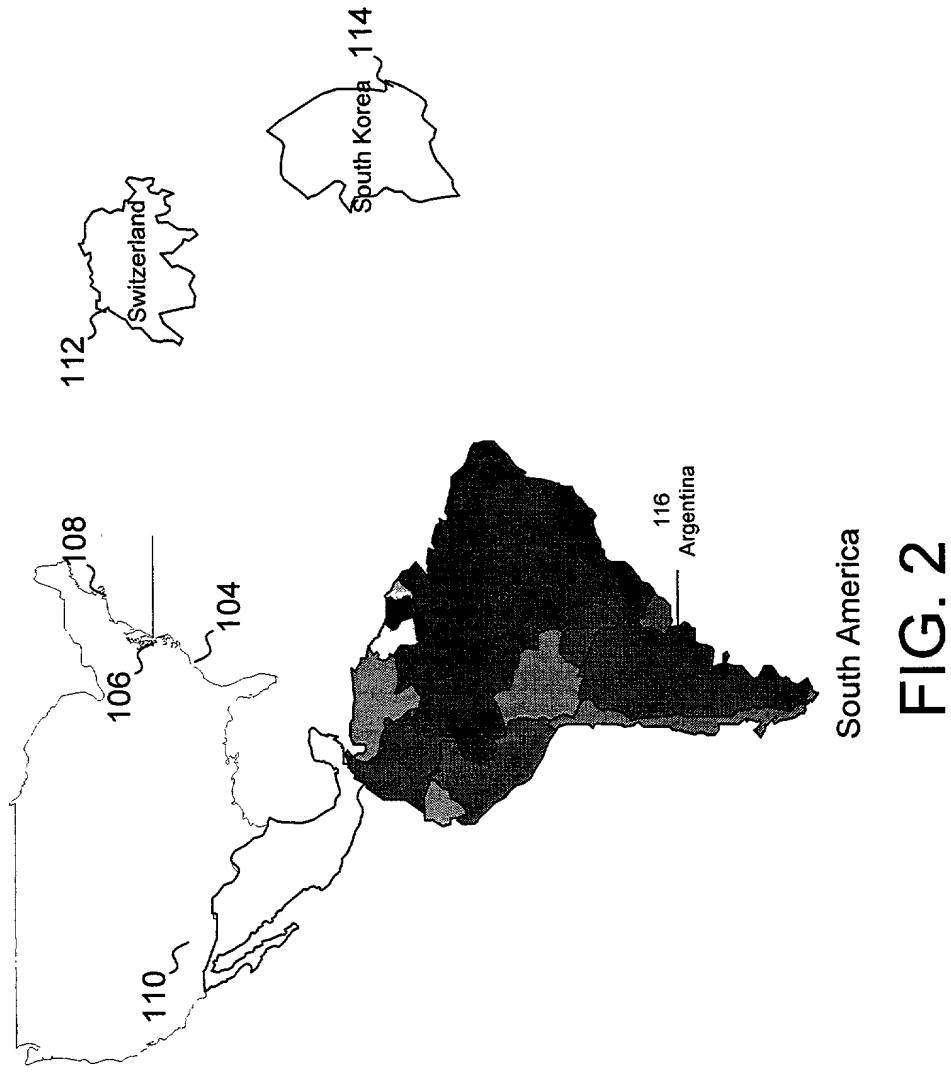 108
106
104
110
112
Switzerland
South Korea
114
116
Argentina
South America
FIG. 2